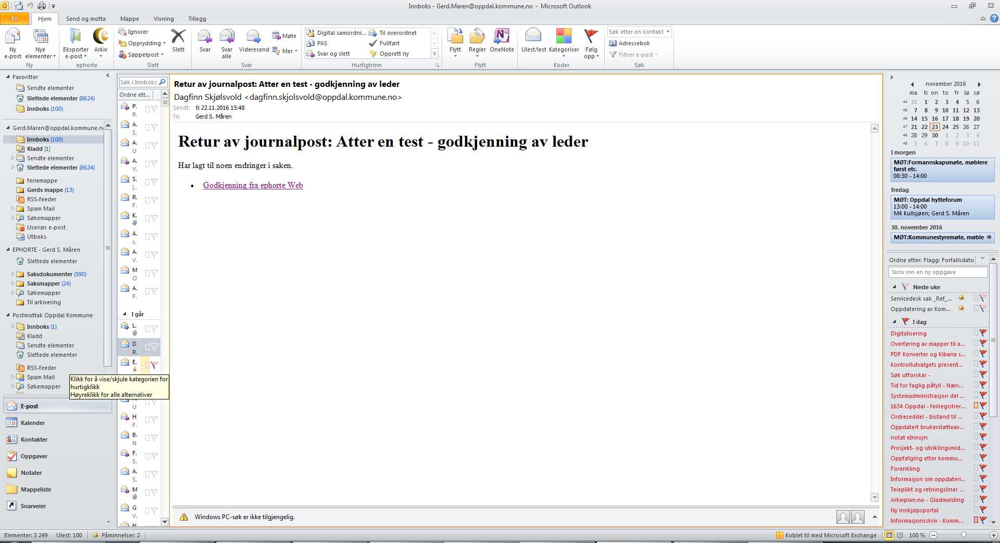 Innboks - Gerd.Maren@oppdal.kommune.no - Microsoft Outlook
Fil
Hjem
Send og motta
Mappe
Visning
Tillegg
Ny e-post
Nye elementer
Ny
Eksporter e-post
Arkiv
ephorte
Ignorer
Opprydding
Søppelpost
Slett
Slett
Svar
Svar alle
Videresend
Møte
Mer
Svar
Digital samordni...
PAS
Svar og slett
Til overordnet
Fullført
Opprett ny
Hurtigtrinn
Flytt
Regler
OneNote
Flytt
Ulest/lest
Kategoriser
Følg opp
Koder
Søk etter en kontakt
Adressebok
Filtrer e-post
Søk
Favoritter
Sendte elementer
Slettede elementer (8624)
Innboks (100)
Gerd.Maren@oppdal.kommune.n
Innboks (100)
Kladd [1]
Sendte elementer
Slettede elementer (8624)
feriemappe
Gerds mappe (13)
RSS-feeder
Spam Mail
Søkemapper
Useriøs e-post
Utboks
EPHORTE - Gerd S. Måren
Slettede elementer
Saksdokumenter (590)
Saksmapper (24)
Søkemapper
Til arkivering
Postmottak Oppdal Kommune
Innboks (1)
Kladd
Sendte elementer
Slettede elementer
RSS-feeder
Spam Mail
Søkemapper
Klikk for å vise/skjule kategorien for
hurtigklikk
Høyreklikk for alle alternativer
E-post
Kalender
Kontakter
Oppgaver
Notater
Mappeliste
Snarveier
Søk i Innboks
Ordne ett...
P.
R.
A.
S.
A.
U
A.
V.
S.
[..
R.
F.
K.
A.
s.
A.
V.
M
O
A.
F.
I går
L.
D
R.
E.
U
H
F.
B.
N
F.
S.
A.
S.
M
G
V.
Retur av journalpost: Atter en test - godkjenning av leder
Dagfinn Skjølsvold <dagfinn.skjolsvold@oppdal.kommune.no>
Sendt: ti 22.11.2016 15:48
Til: Gerd S. Måren
Retur av journalpost: Atter en test - godkjenning av leder
Har lagt til noen endringer i saken.
• Godkjenning fra ephorte Web
Windows PC-søk er ikke tilgjengelig.
november 2016
ma ti on to fr lø sø
44 31 1 2 3 4 5 6
45 7 8 9 10 11 12 13
46 14 15 16 17 18 19 20
47 21 22 23 24 25 26 27
48 28 29 30 1 2 3 4
49 5 6 7 8 9 10 11
I morgen
MØT:Formannskapsmøte, møblere
først etc.
08:30 - 14:00
fredag
MØT: Oppdal hytteforum
13:00 - 14:00
M4 Kullsjøen; Gerd S. Måren
30. november 2016
MØT:Kommunestyremøte, møble
Ordne etter: Flagg: Forfallsdato
Skriv inn en ny oppgave
Neste uke
Servicedesk sak _Ref_...
Oppdatering av Kom...
I dag
Digitalisering
Overføring av mapper til a...
PDF Konverter og Kibana s...
Kontrollutvalgets present...
Søk utforskar -
Tid for faglig påfyll - Næri...
Systemadministrasjon del ...
1634 Oppdal - feilregistrer...
Ordreseddel - bistand til ...
Oppdatert brukerstøtteav...
notat eInnsyn
Prosjekt- og utviklingsmid...
Oppfølging etter kommu...
Forenkling
Informasjon om oppdateri...
Teieplikt og retningsliner ...
Arkivplan.no - Gladmelding
Ny innkjøpsportal
Informasjonsskriv - Komm...
Elementer: 3 249
Ulest: 100
Påminnelser: 2
Koblet til med Microsoft Exchange
100 %